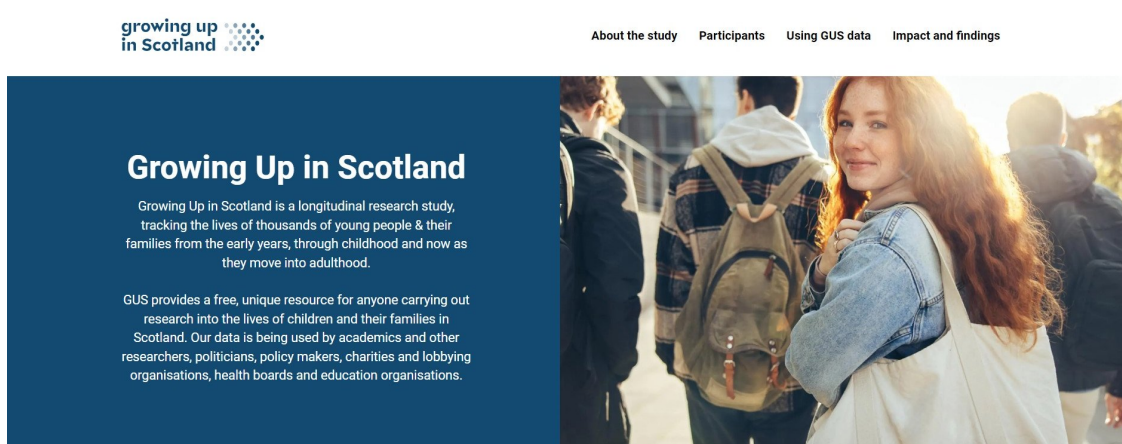 growing up
in Scotland
About the study Participants Using GUS data Impact and findings
Growing Up in Scotland
Growing Up in Scotland is a longitudinal research study,
tracking the lives of thousands of young people & their
families from the early years, through childhood and now as
they move into adulthood.
GUS provides a free, unique resource for anyone carrying out
research into the lives of children and their families in
Scotland. Our data is being used by academics and other
researchers, politicians, policy makers, charities and lobbying
organisations, health boards and education organisations.